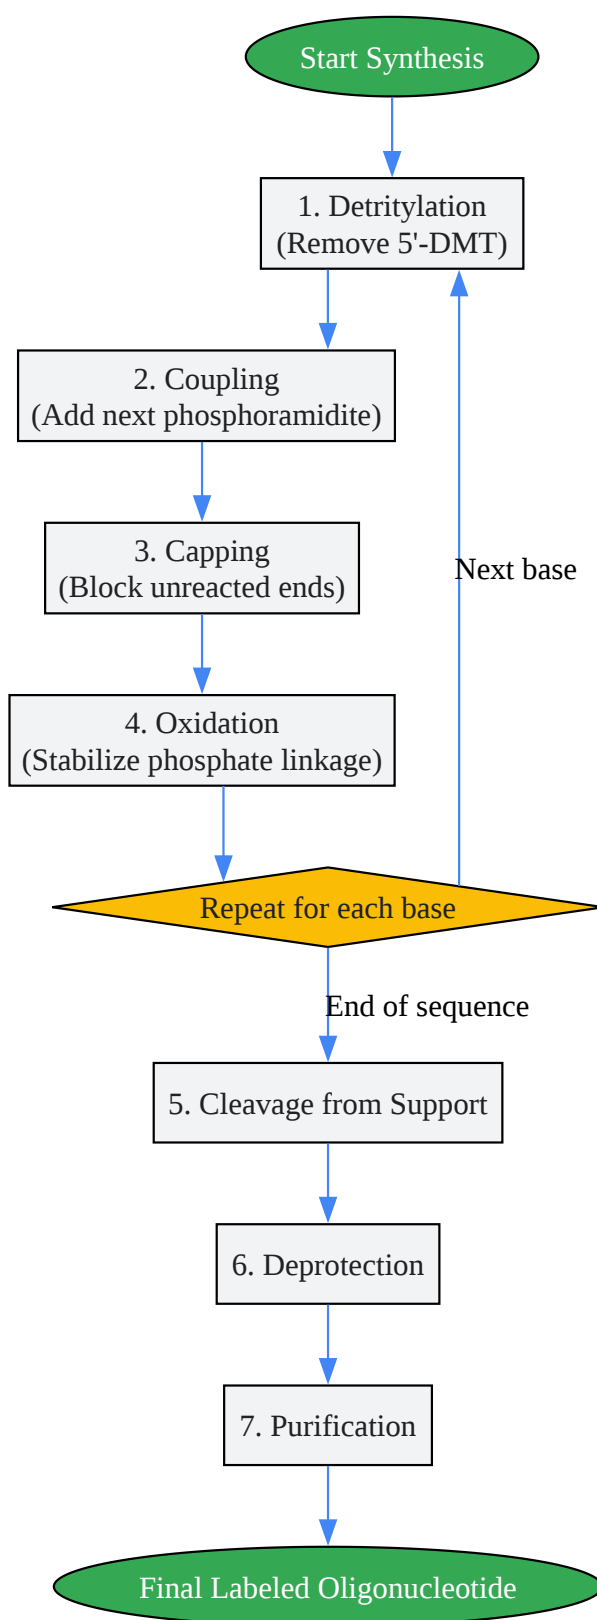 Start Synthesis
1. Detritylation
(Remove 5'-DMT)
2. Coupling
(Add next phosphoramidite)
3. Capping
(Block unreacted ends)
Next base
4. Oxidation
(Stabilize phosphate linkage)
Repeat for each base
End of sequence
5. Cleavage from Support
6. Deprotection
7. Purification
Final Labeled Oligonucleotide